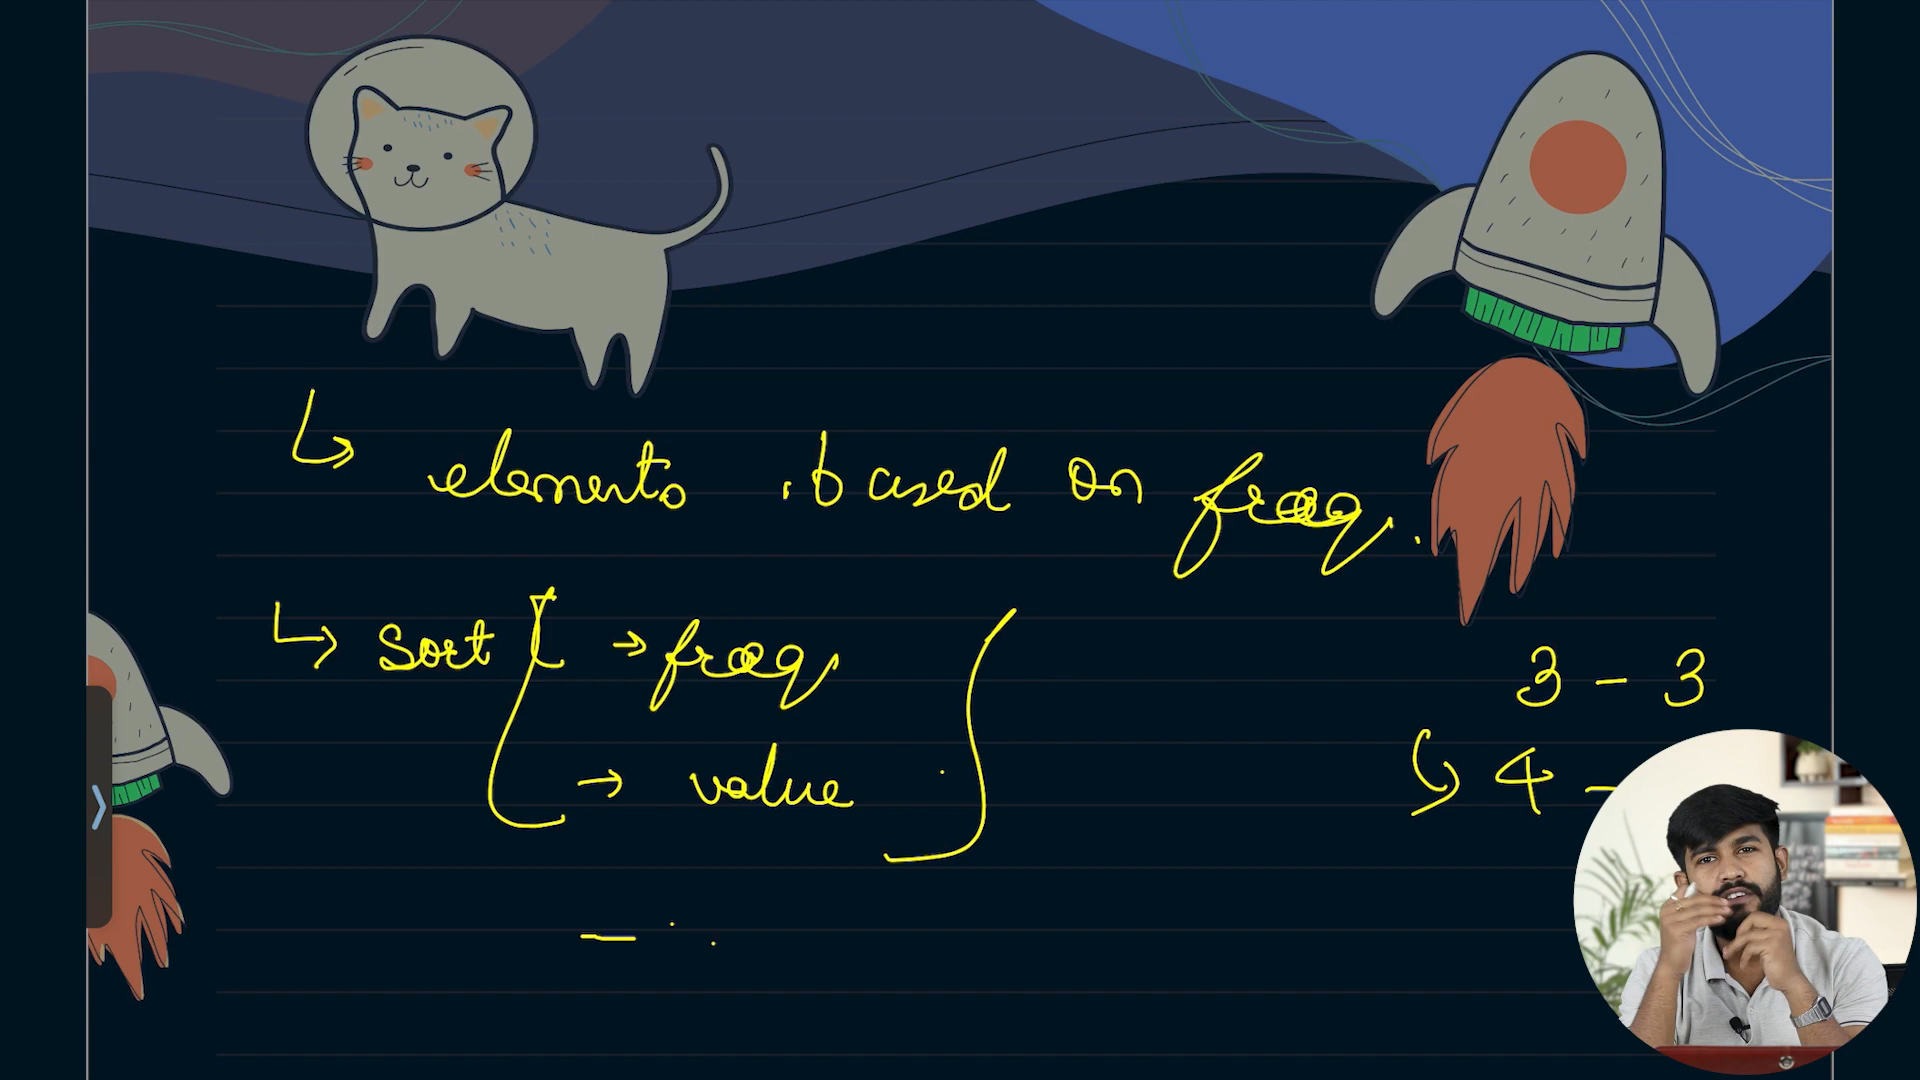 ↳ elements based on freq.
↳ sort [ → freq
→ value ]
3 - 3
↳ 4 -